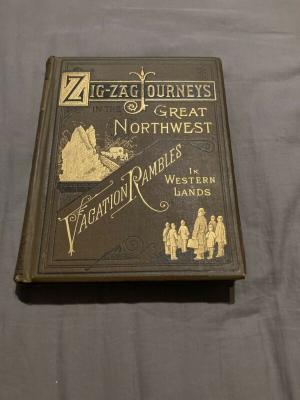 ZIG-ZAG JOURNEYS
IN THE
GREAT
NORTHWEST
VACATION RAMBLES
IN
WESTERN
LANDS